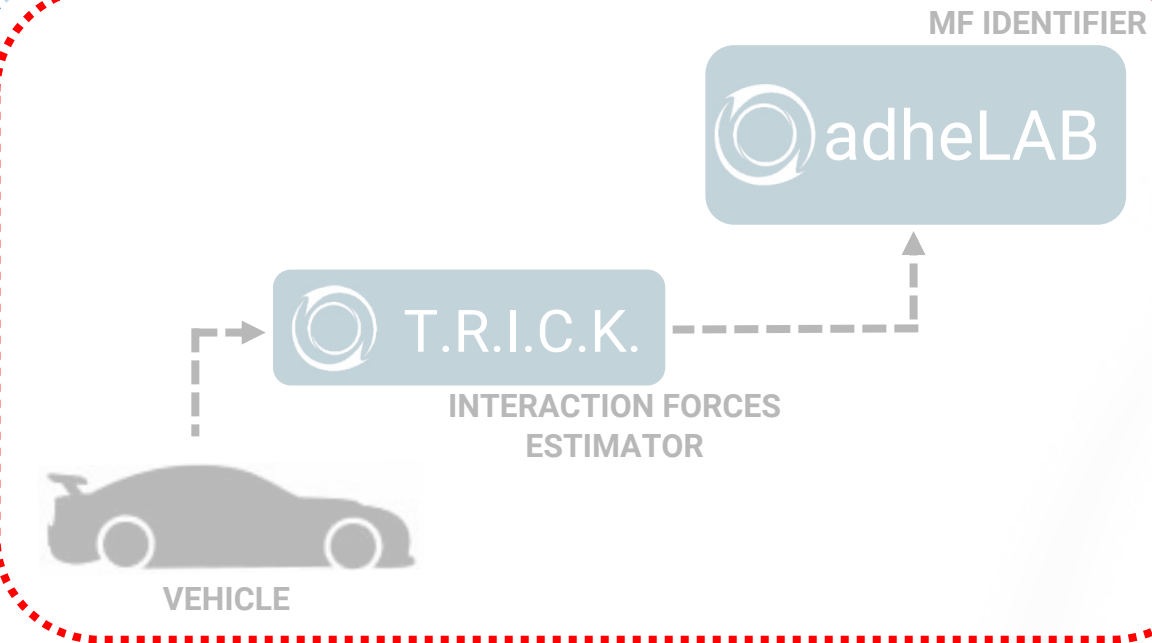 MF IDENTIFIER
adheLAB
T.R.I.C.K.
INTERACTION FORCES
ESTIMATOR
VEHICLE